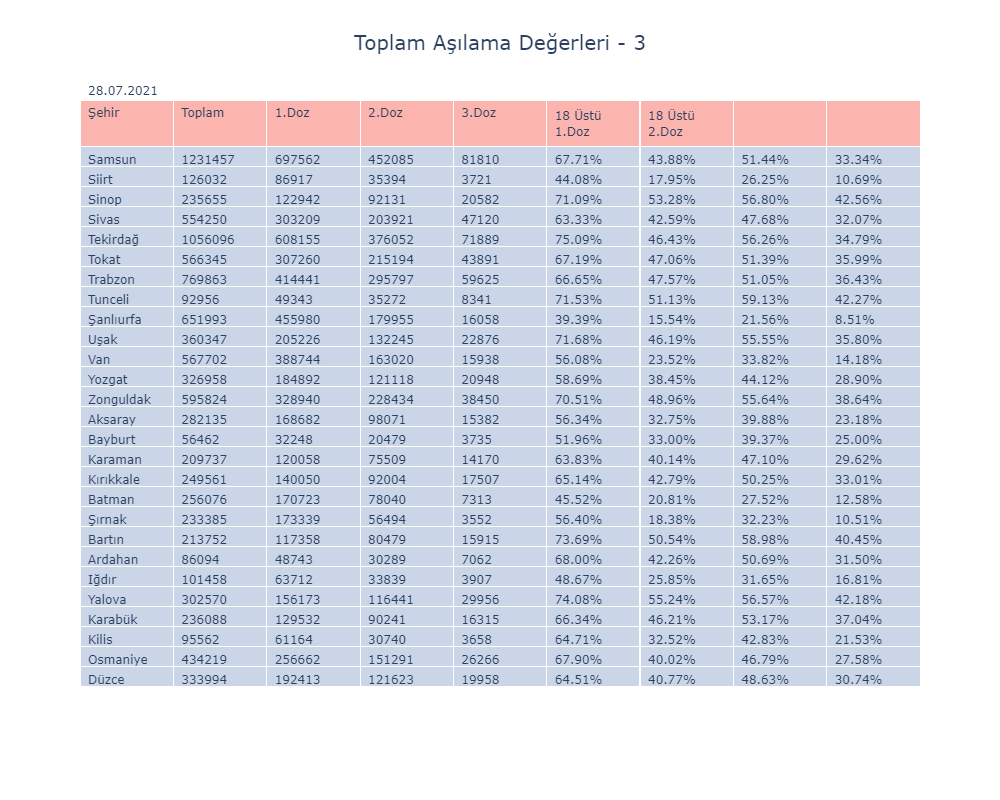 Toplam Aşılama Değerleri - 3
28.07.2021
Şehir Toplam 1.Doz 2.Doz 3.Doz 18 Üstü 1.Doz 18 Üstü 2.Doz
Samsun 1231457 697562 452085 81810 67.71% 43.88% 51.44% 33.34%
Siirt 126032 86917 35394 3721 44.08% 17.95% 26.25% 10.69%
Sinop 235655 122942 92131 20582 71.09% 53.28% 56.80% 42.56%
Sivas 554250 303209 203921 47120 63.33% 42.59% 47.68% 32.07%
Tekirdağ 1056096 608155 376052 71889 75.09% 46.43% 56.26% 34.79%
Tokat 566345 307260 215194 43891 67.19% 47.06% 51.39% 35.99%
Trabzon 769863 414441 295797 59625 66.65% 47.57% 51.05% 36.43%
Tunceli 92956 49343 35272 8341 71.53% 51.13% 59.13% 42.27%
Şanlıurfa 651993 455980 179955 16058 39.39% 15.54% 21.56% 8.51%
Uşak 360347 205226 132245 22876 71.68% 46.19% 55.55% 35.80%
Van 567702 388744 163020 15938 56.08% 23.52% 33.82% 14.18%
Yozgat 326958 184892 121118 20948 58.69% 38.45% 44.12% 28.90%
Zonguldak 595824 328940 228434 38450 70.51% 48.96% 55.64% 38.64%
Aksaray 282135 168682 98071 15382 56.34% 32.75% 39.88% 23.18%
Bayburt 56462 32248 20479 3735 51.96% 33.00% 39.37% 25.00%
Karaman 209737 120058 75509 14170 63.83% 40.14% 47.10% 29.62%
Kırıkkale 249561 140050 92004 17507 65.14% 42.79% 50.25% 33.01%
Batman 256076 170723 78040 7313 45.52% 20.81% 27.52% 12.58%
Şırnak 233385 173339 56494 3552 56.40% 18.38% 32.23% 10.51%
Bartın 213752 117358 80479 15915 73.69% 50.54% 58.98% 40.45%
Ardahan 86094 48743 30289 7062 68.00% 42.26% 50.69% 31.50%
Iğdır 101458 63712 33839 3907 48.67% 25.85% 31.65% 16.81%
Yalova 302570 156173 116441 29956 74.08% 55.24% 56.57% 42.18%
Karabük 236088 129532 90241 16315 66.34% 46.21% 53.17% 37.04%
Kilis 95562 61164 30740 3658 64.71% 32.52% 42.83% 21.53%
Osmaniye 434219 256662 151291 26266 67.90% 40.02% 46.79% 27.58%
Düzce 333994 192413 121623 19958 64.51% 40.77% 48.63% 30.74%